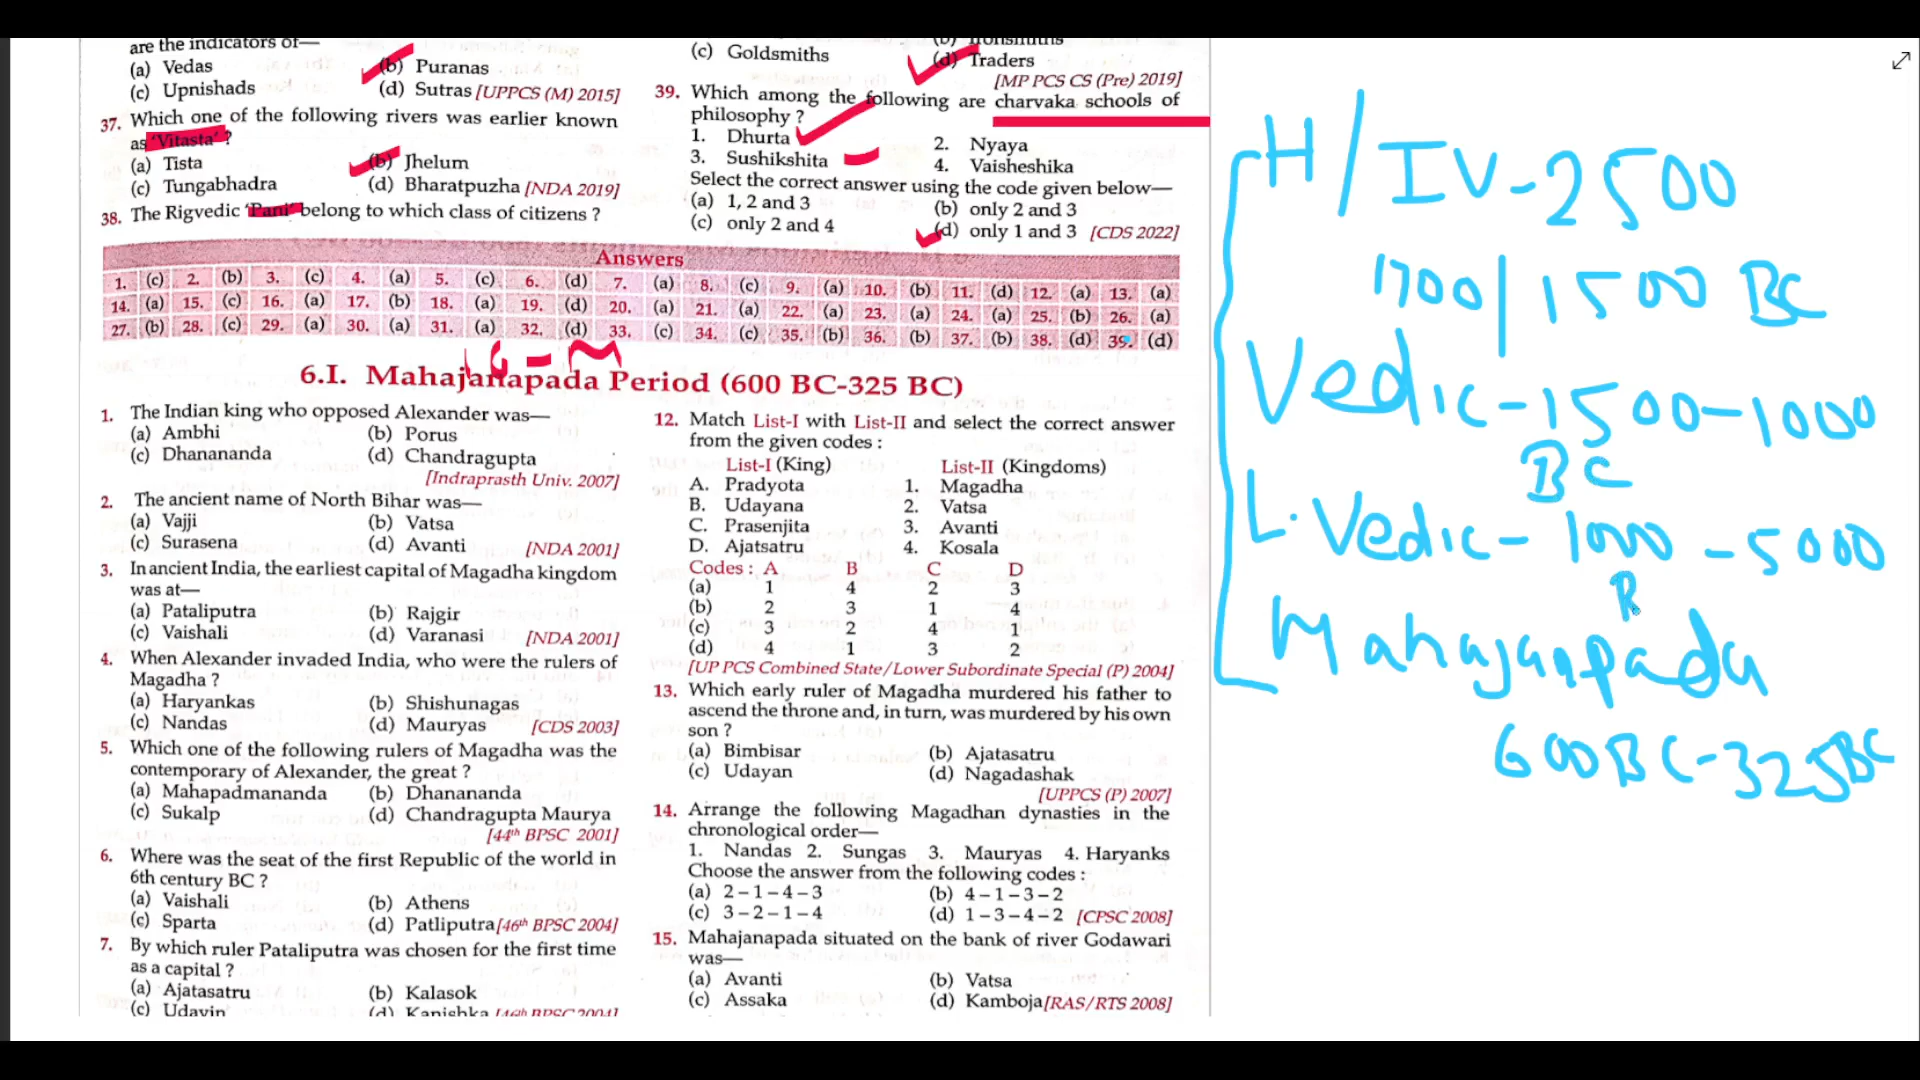 are the indicators of—
(a) Vedas (b) Puranas
(c) Upnishads (d) Sutras [UPPCS (M) 2015]
37. Which one of the following rivers was earlier known
as 'Vitasta' ?
(a) Tista (b) Jhelum
(c) Tungabhadra (d) Bharatpuzha [NDA 2019]
38. The Rigvedic 'Pani' belong to which class of citizens ?
(b) Ironsmiths
(c) Goldsmiths (d) Traders
[MP PCS CS (Pre) 2019]
39. Which among the following are charvaka schools of
philosophy ?
1. Dhurta 2. Nyaya
3. Sushikshita 4. Vaisheshika
Select the correct answer using the code given below—
(a) 1, 2 and 3 (b) only 2 and 3
(c) only 2 and 4 (d) only 1 and 3 [CDS 2022]
Answers
1. (c) 2. (b) 3. (c) 4. (a) 5. (c) 6. (d) 7. (a) 8. (c) 9. (a) 10. (b) 11. (d) 12. (a) 13. (a)
14. (a) 15. (c) 16. (a) 17. (b) 18. (a) 19. (d) 20. (a) 21. (a) 22. (a) 23. (a) 24. (a) 25. (b) 26. (a)
27. (b) 28. (c) 29. (a) 30. (a) 31. (a) 32. (d) 33. (c) 34. (c) 35. (b) 36. (b) 37. (b) 38. (d) 39. (d)
16 - M
6.I. Mahajanapada Period (600 BC-325 BC)
1. The Indian king who opposed Alexander was—
(a) Ambhi (b) Porus
(c) Dhanananda (d) Chandragupta
[Indraprasth Univ. 2007]
2. The ancient name of North Bihar was—
(a) Vajji (b) Vatsa
(c) Surasena (d) Avanti [NDA 2001]
3. In ancient India, the earliest capital of Magadha kingdom
was at—
(a) Pataliputra (b) Rajgir
(c) Vaishali (d) Varanasi [NDA 2001]
4. When Alexander invaded India, who were the rulers of
Magadha ?
(a) Haryankas (b) Shishunagas
(c) Nandas (d) Mauryas [CDS 2003]
5. Which one of the following rulers of Magadha was the
contemporary of Alexander, the great ?
(a) Mahapadmananda (b) Dhanananda
(c) Sukalp (d) Chandragupta Maurya
[44th BPSC 2001]
6. Where was the seat of the first Republic of the world in
6th century BC ?
(a) Vaishali (b) Athens
(c) Sparta (d) Patliputra [46th BPSC 2004]
7. By which ruler Pataliputra was chosen for the first time
as a capital ?
(a) Ajatasatru (b) Kalasok
(c) Udayin (d) Kanishka [46th BPSC 2004]
12. Match List-I with List-II and select the correct answer
from the given codes :
List-I (King) List-II (Kingdoms)
A. Pradyota 1. Magadha
B. Udayana 2. Vatsa
C. Prasenjita 3. Avanti
D. Ajatsatru 4. Kosala
Codes : A B C D
(a) 1 4 2 3
(b) 2 3 1 4
(c) 3 2 4 1
(d) 4 1 3 2
[UP PCS Combined State/Lower Subordinate Special (P) 2004]
13. Which early ruler of Magadha murdered his father to
ascend the throne and, in turn, was murdered by his own
son ?
(a) Bimbisar (b) Ajatasatru
(c) Udayan (d) Nagadashak
[UPPCS (P) 2007]
14. Arrange the following Magadhan dynasties in the
chronological order—
1. Nandas 2. Sungas 3. Mauryas 4. Haryanks
Choose the answer from the following codes :
(a) 2 – 1 – 4 – 3 (b) 4 – 1 – 3 – 2
(c) 3 – 2 – 1 – 4 (d) 1 – 3 – 4 – 2 [CPSC 2008]
15. Mahajanapada situated on the bank of river Godawari
was—
(a) Avanti (b) Vatsa
(c) Assaka (d) Kamboja [RAS/RTS 2008]
H / IV - 2500
1700 | 1500 BC
Vedic - 1500 - 1000
BC
L. Vedic - 1000 - 5000
B
Mahajanpada
600 BC - 325 BC